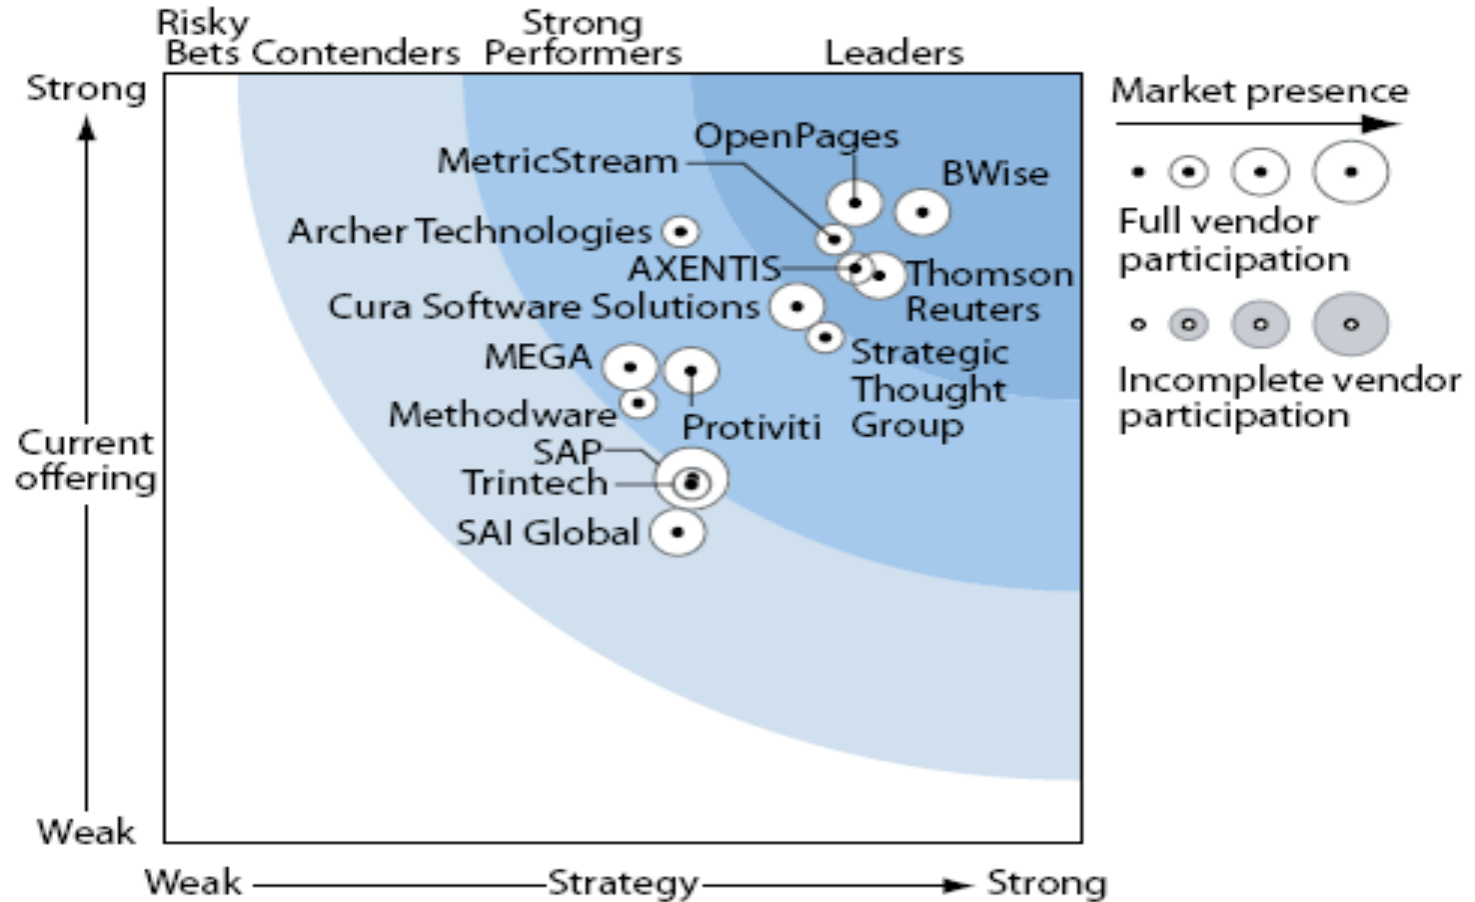 Risky
Bets
Contenders
Strong
Performers
Leaders
Strong
Market presence
OpenPages
MetricStream
BWise
Full vendor
participation
Archer Technologies
AXENTIS
Thomson
Reuters
Cura Software Solutions
Strategic
Thought
Group
MEGA
Incomplete vendor
participation
Methodware
Protiviti
Current
offering
SAP
Trintech
SAI Global
Weak
Weak
Strategy
Strong